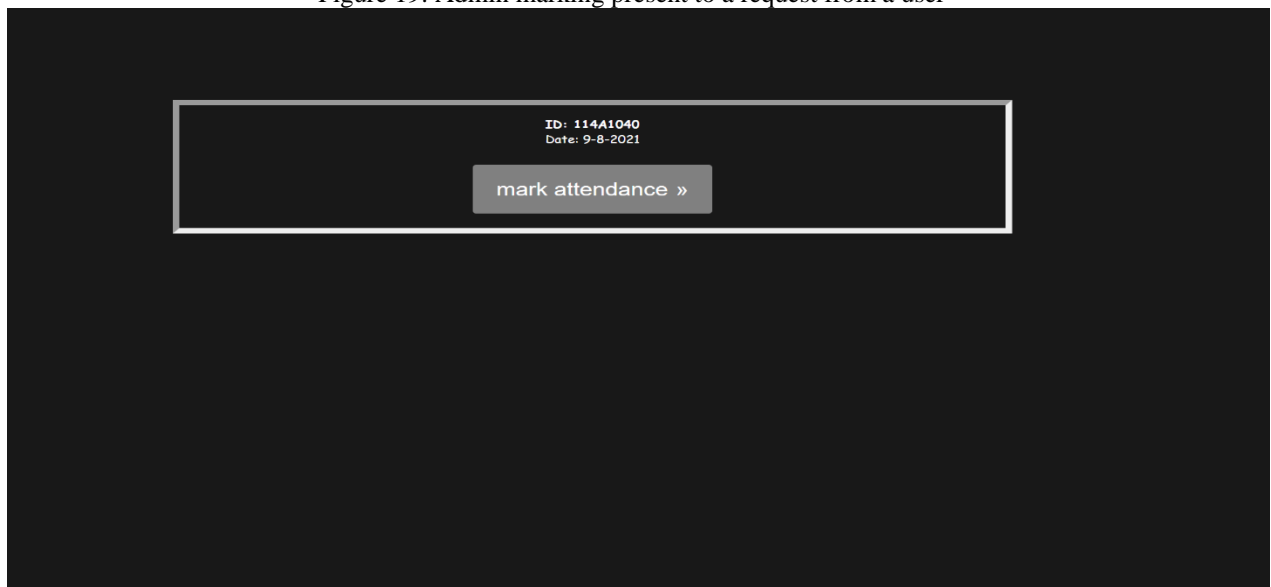 Figure 19. Admin marking present to a request from a user
ID: 114A1040
Date: 9-8-2021
mark attendance »